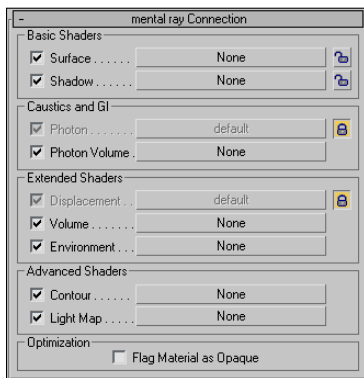 - mental ray Connection
Basic Shaders
Surface . . . . . . None
Shadow . . . . . . None
Caustics and GI
Photon . . . . . . . default
Photon Volume . None
Extended Shaders
Displacement . . default
Volume . . . . . . . None
Environment . . . None
Advanced Shaders
Contour . . . . . . None
Light Map . . . . . None
Optimization
Flag Material as Opaque